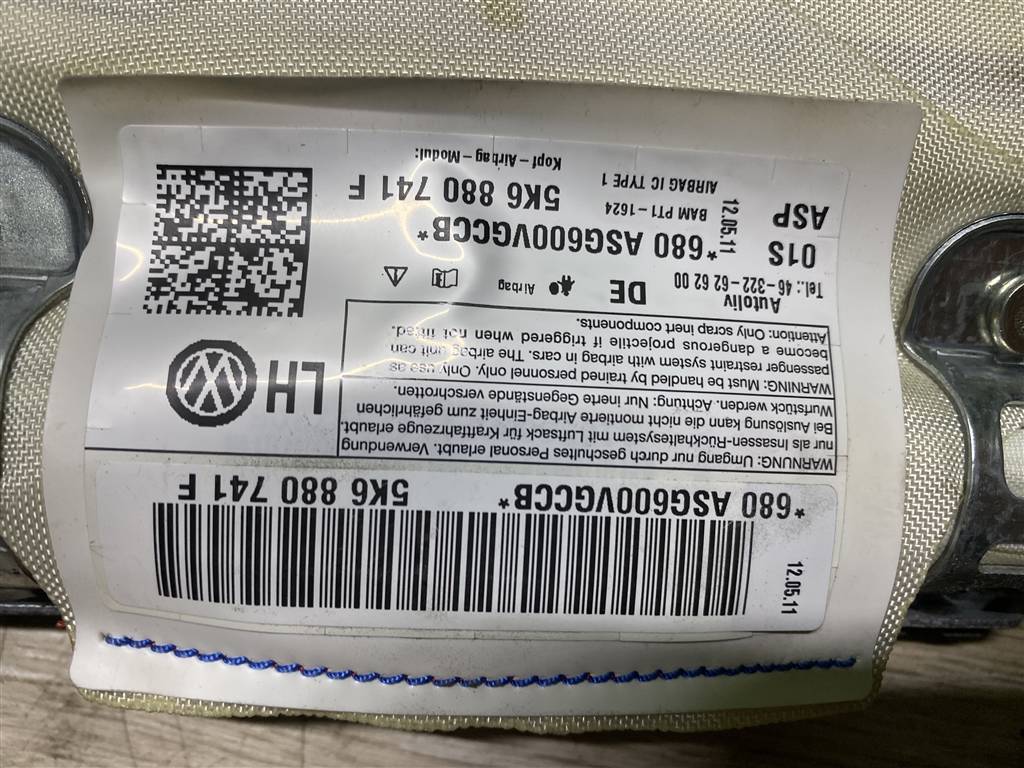 12.05.11
*680 ASG600VGCCB* 5K6 880 741 F
WARNUNG: Umgang nur durch geschultes Personal erlaubt. Verwendung
nur als Insassen-Rückhaltesystem mit Luftsack für Kraftfahrzeuge erlaubt.
Bei Auslösung kann die nicht montierte Airbag-Einheit zum gefährlichen
Wurfstück werden. Achtung: Nur inerte Gegenstände verschrotten.
WARNING: Must be handled by trained personnel only. Only use as
passenger restraint system with airbag in cars. The airbag unit can
become a dangerous projectile if triggered when not fitted.
Attention: Only scrap inert components.
LH
Autoliv
Tel.: 46-322-62 62 00
DE
Airbag
01S
*680 ASG600VGCCB*
ASP
12.05.11
BAM PT1-1624
5K6 880 741 F
AIRBAG IC TYPE 1
Kopf-Airbag-Modul: